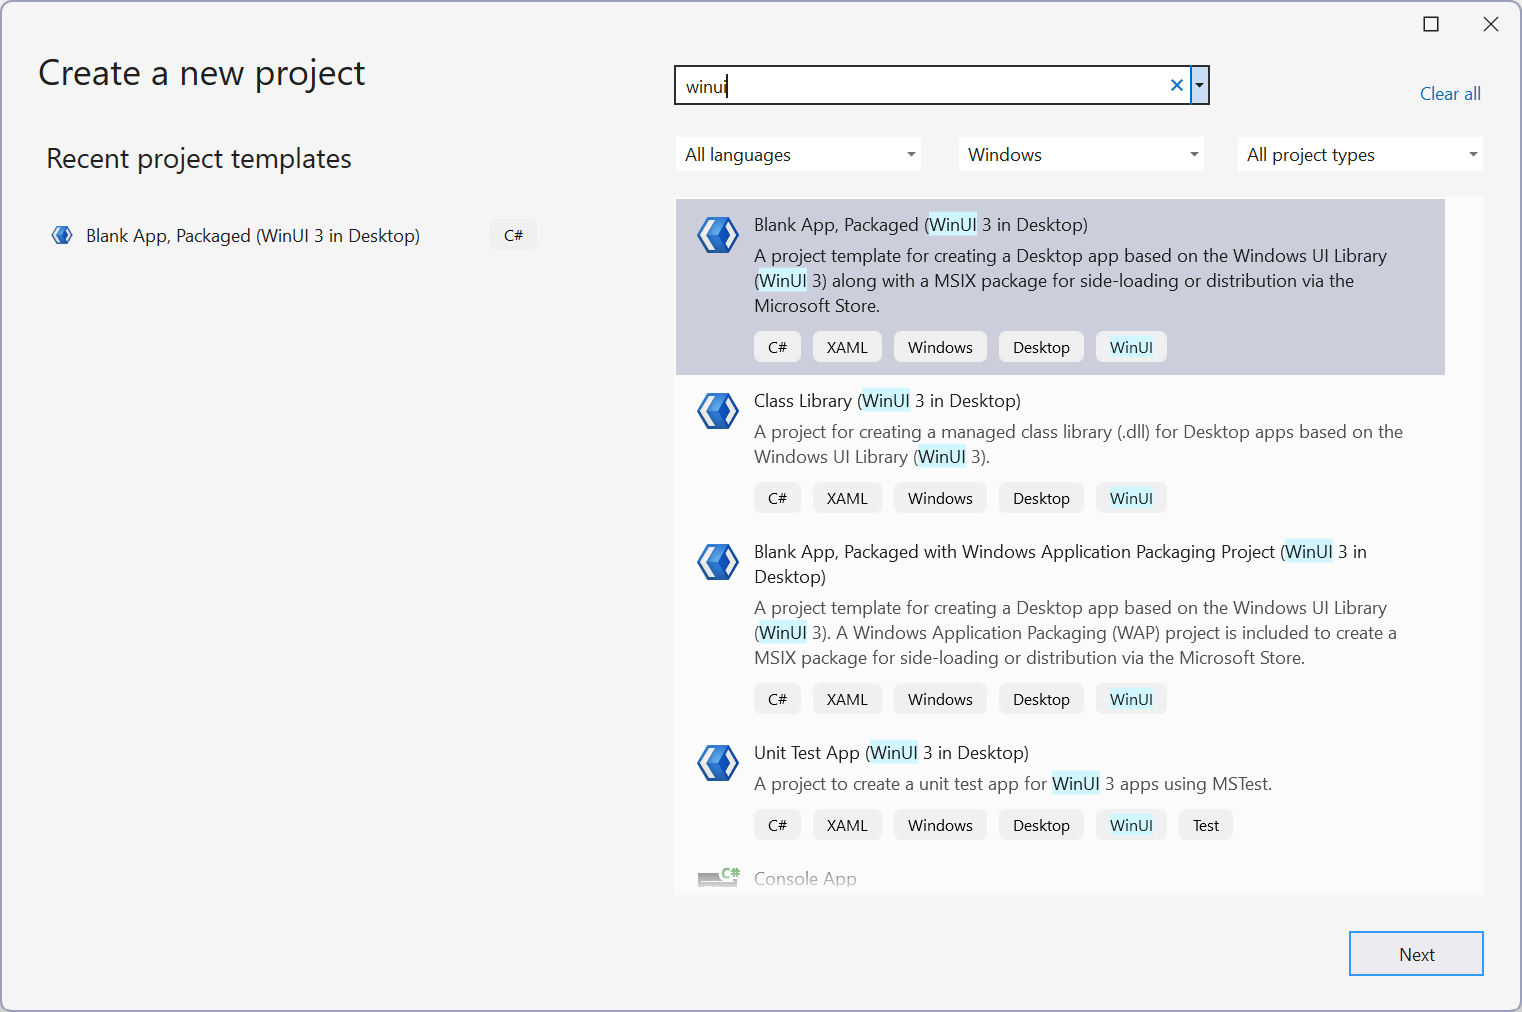 Create a new project
winui
Clear all
Recent project templates
All languages
Windows
All project types
Blank App, Packaged (WinUI 3 in Desktop)
C#
Blank App, Packaged (WinUI 3 in Desktop)
A project template for creating a Desktop app based on the Windows UI Library
(WinUI 3) along with a MSIX package for side-loading or distribution via the
Microsoft Store.
C# XAML Windows Desktop WinUI
Class Library (WinUI 3 in Desktop)
A project for creating a managed class library (.dll) for Desktop apps based on the
Windows UI Library (WinUI 3).
C# XAML Windows Desktop WinUI
Blank App, Packaged with Windows Application Packaging Project (WinUI 3 in
Desktop)
A project template for creating a Desktop app based on the Windows UI Library
(WinUI 3). A Windows Application Packaging (WAP) project is included to create a
MSIX package for side-loading or distribution via the Microsoft Store.
C# XAML Windows Desktop WinUI
Unit Test App (WinUI 3 in Desktop)
A project to create a unit test app for WinUI 3 apps using MSTest.
C# XAML Windows Desktop WinUI Test
C#
Console App
Next